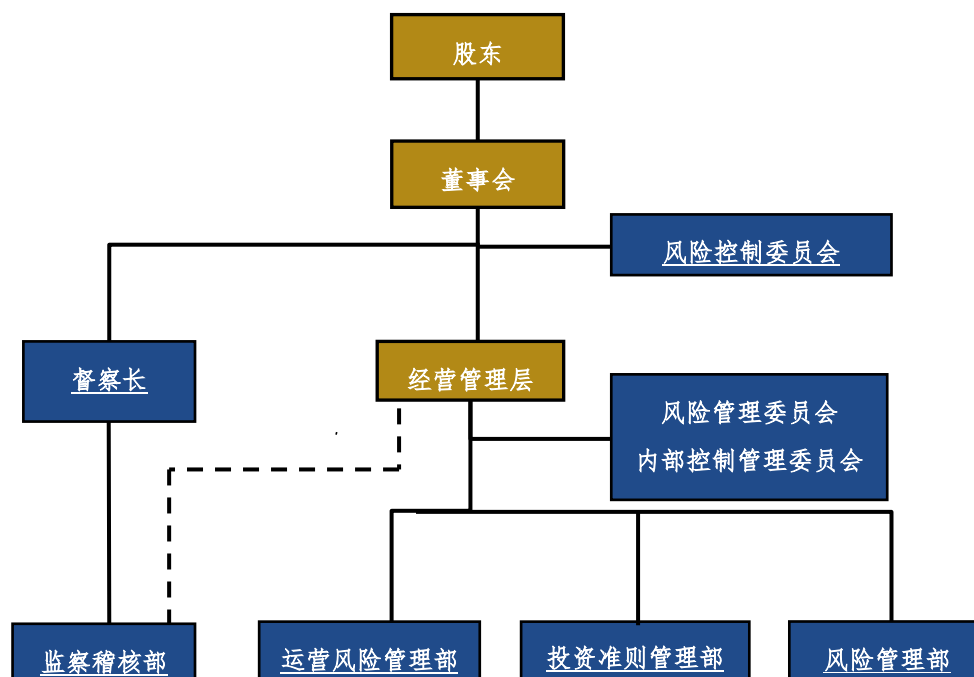 股东
董事会
风险控制委员会
督察长
经营管理层
风险管理委员会
内部控制管理委员会
监察稽核部
运营风险管理部
投资准则管理部
风险管理部